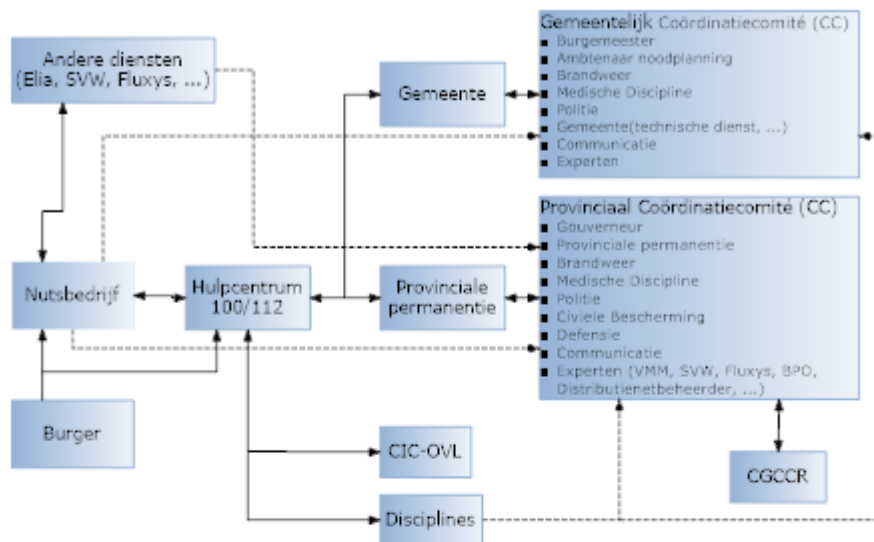 Andere diensten
(Elia, SVW, Fluxys, ...)
Gemeente
Gemeentelijk Coördinatiecomité (CC)
Burgemeester
Ambtenaar noodplanning
Brandweer
Medische Discipline
Politie
Gemeente(technische dienst, ...)
Communicatie
Experten
Nutsbedrijf
Hulpcentrum
100/112
Provinciale
permanentie
Provinciaal Coördinatiecomité (CC)
Gouverneur
Provinciale permanentie
Brandweer
Medische Discipline
Politie
Civiele Bescherming
Defensie
Communicatie
Experten (VMM, SVW, Fluxys, BPO,
Distributienetbeheerder, ...)
Burger
CIC-OVL
CGCCR
Disciplines